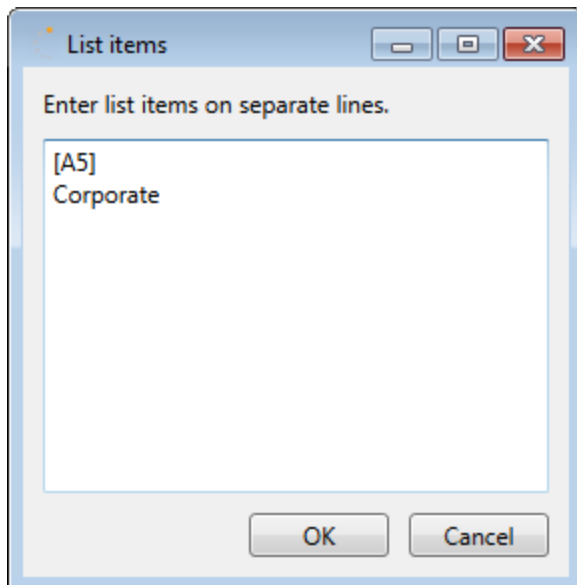 List items
Enter list items on separate lines.
[A5]
Corporate
OK
Cancel